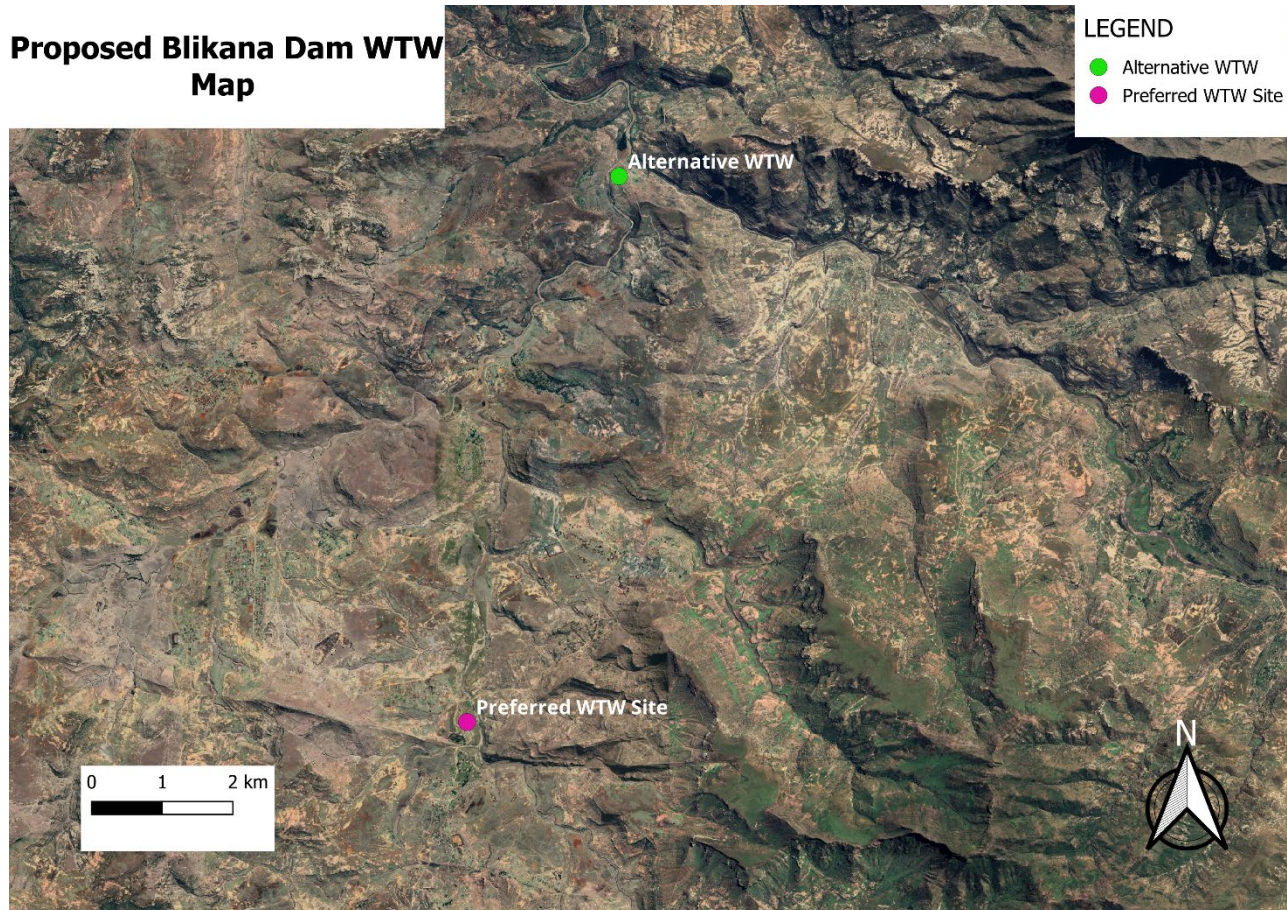 Proposed Blikana Dam WTW
Map
LEGEND
Alternative WTW
Preferred WTW Site
Alternative WTW
Preferred WTW Site
0 1 2 km
N